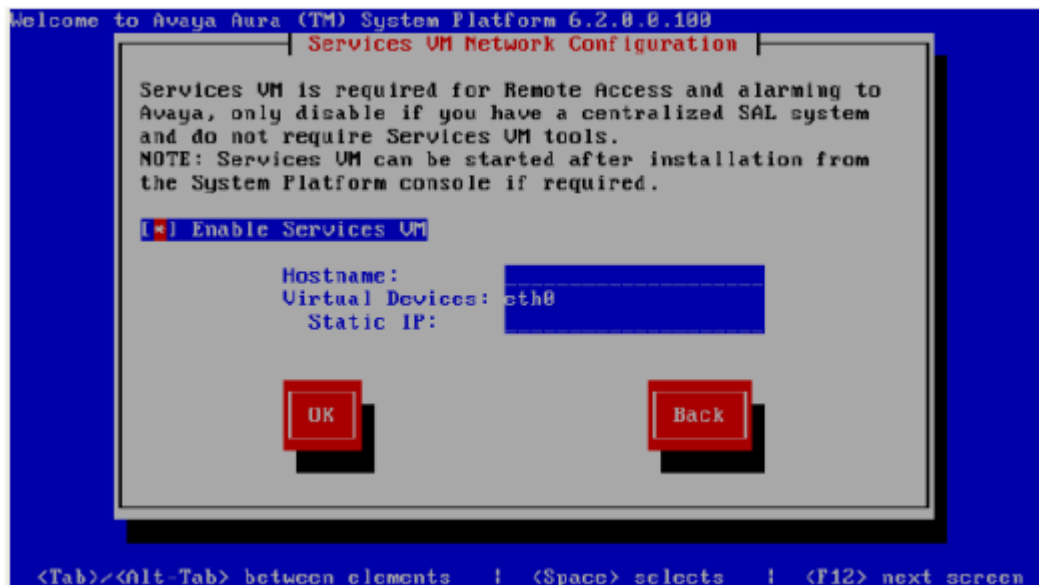 Welcome to Avaya Aura (TM) System Platform 6.2.0.0.100
Services VM Network Configuration
Services VM is required for Remote Access and alarming to
Avaya, only disable if you have a centralized SAL system
and do not require Services VM tools.
NOTE: Services VM can be started after installation from
the System Platform console if required.
[*] Enable Services VM
Hostname:
Virtual Devices: eth0
Static IP:
OK Back
<Tab>/<Alt-Tab> between elements | <Space> selects | <F12> next screen